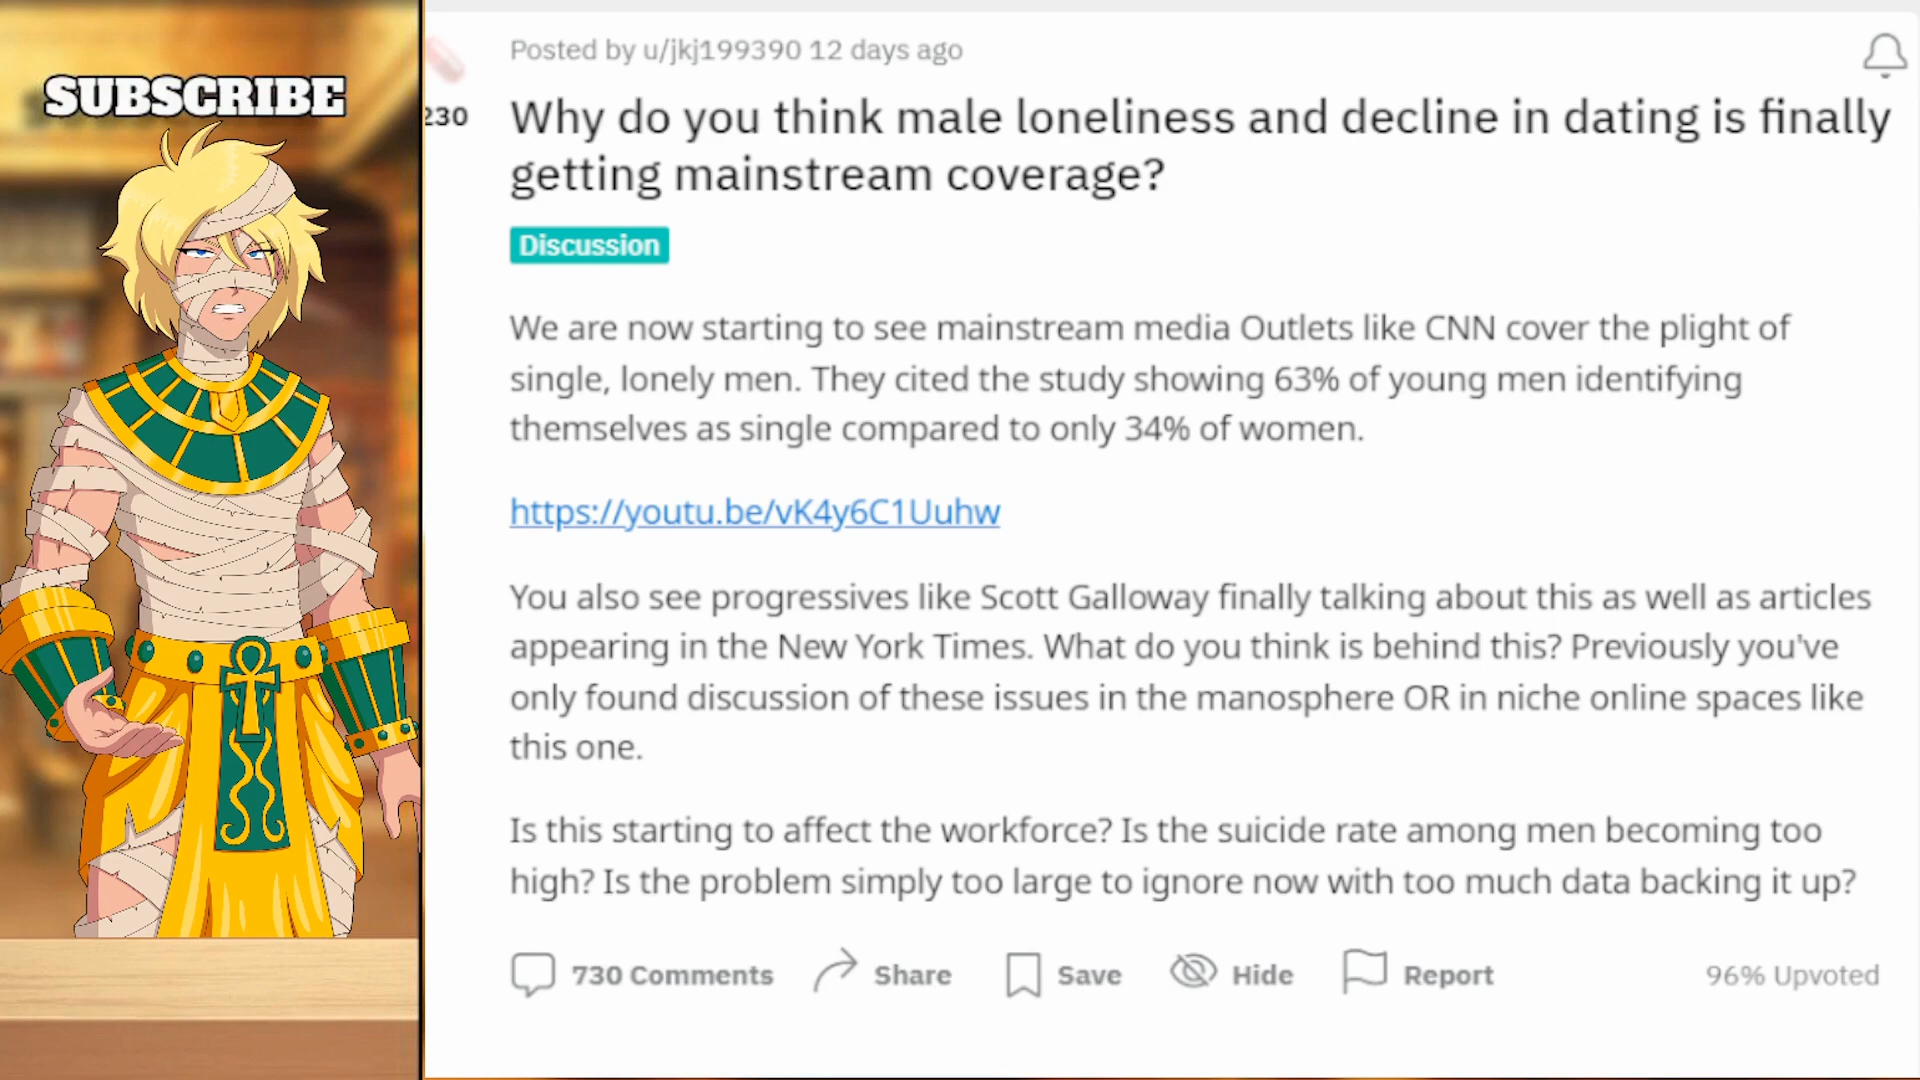 SUBSCRIBE
Posted by u/jkj199390 12 days ago
230
Why do you think male loneliness and decline in dating is finally
getting mainstream coverage?
Discussion
We are now starting to see mainstream media Outlets like CNN cover the plight of
single, lonely men. They cited the study showing 63% of young men identifying
themselves as single compared to only 34% of women.
https://youtu.be/vK4y6C1Uuhw
You also see progressives like Scott Galloway finally talking about this as well as articles
appearing in the New York Times. What do you think is behind this? Previously you've
only found discussion of these issues in the manosphere OR in niche online spaces like
this one.
Is this starting to affect the workforce? Is the suicide rate among men becoming too
high? Is the problem simply too large to ignore now with too much data backing it up?
730 Comments Share Save Hide Report 96% Upvoted